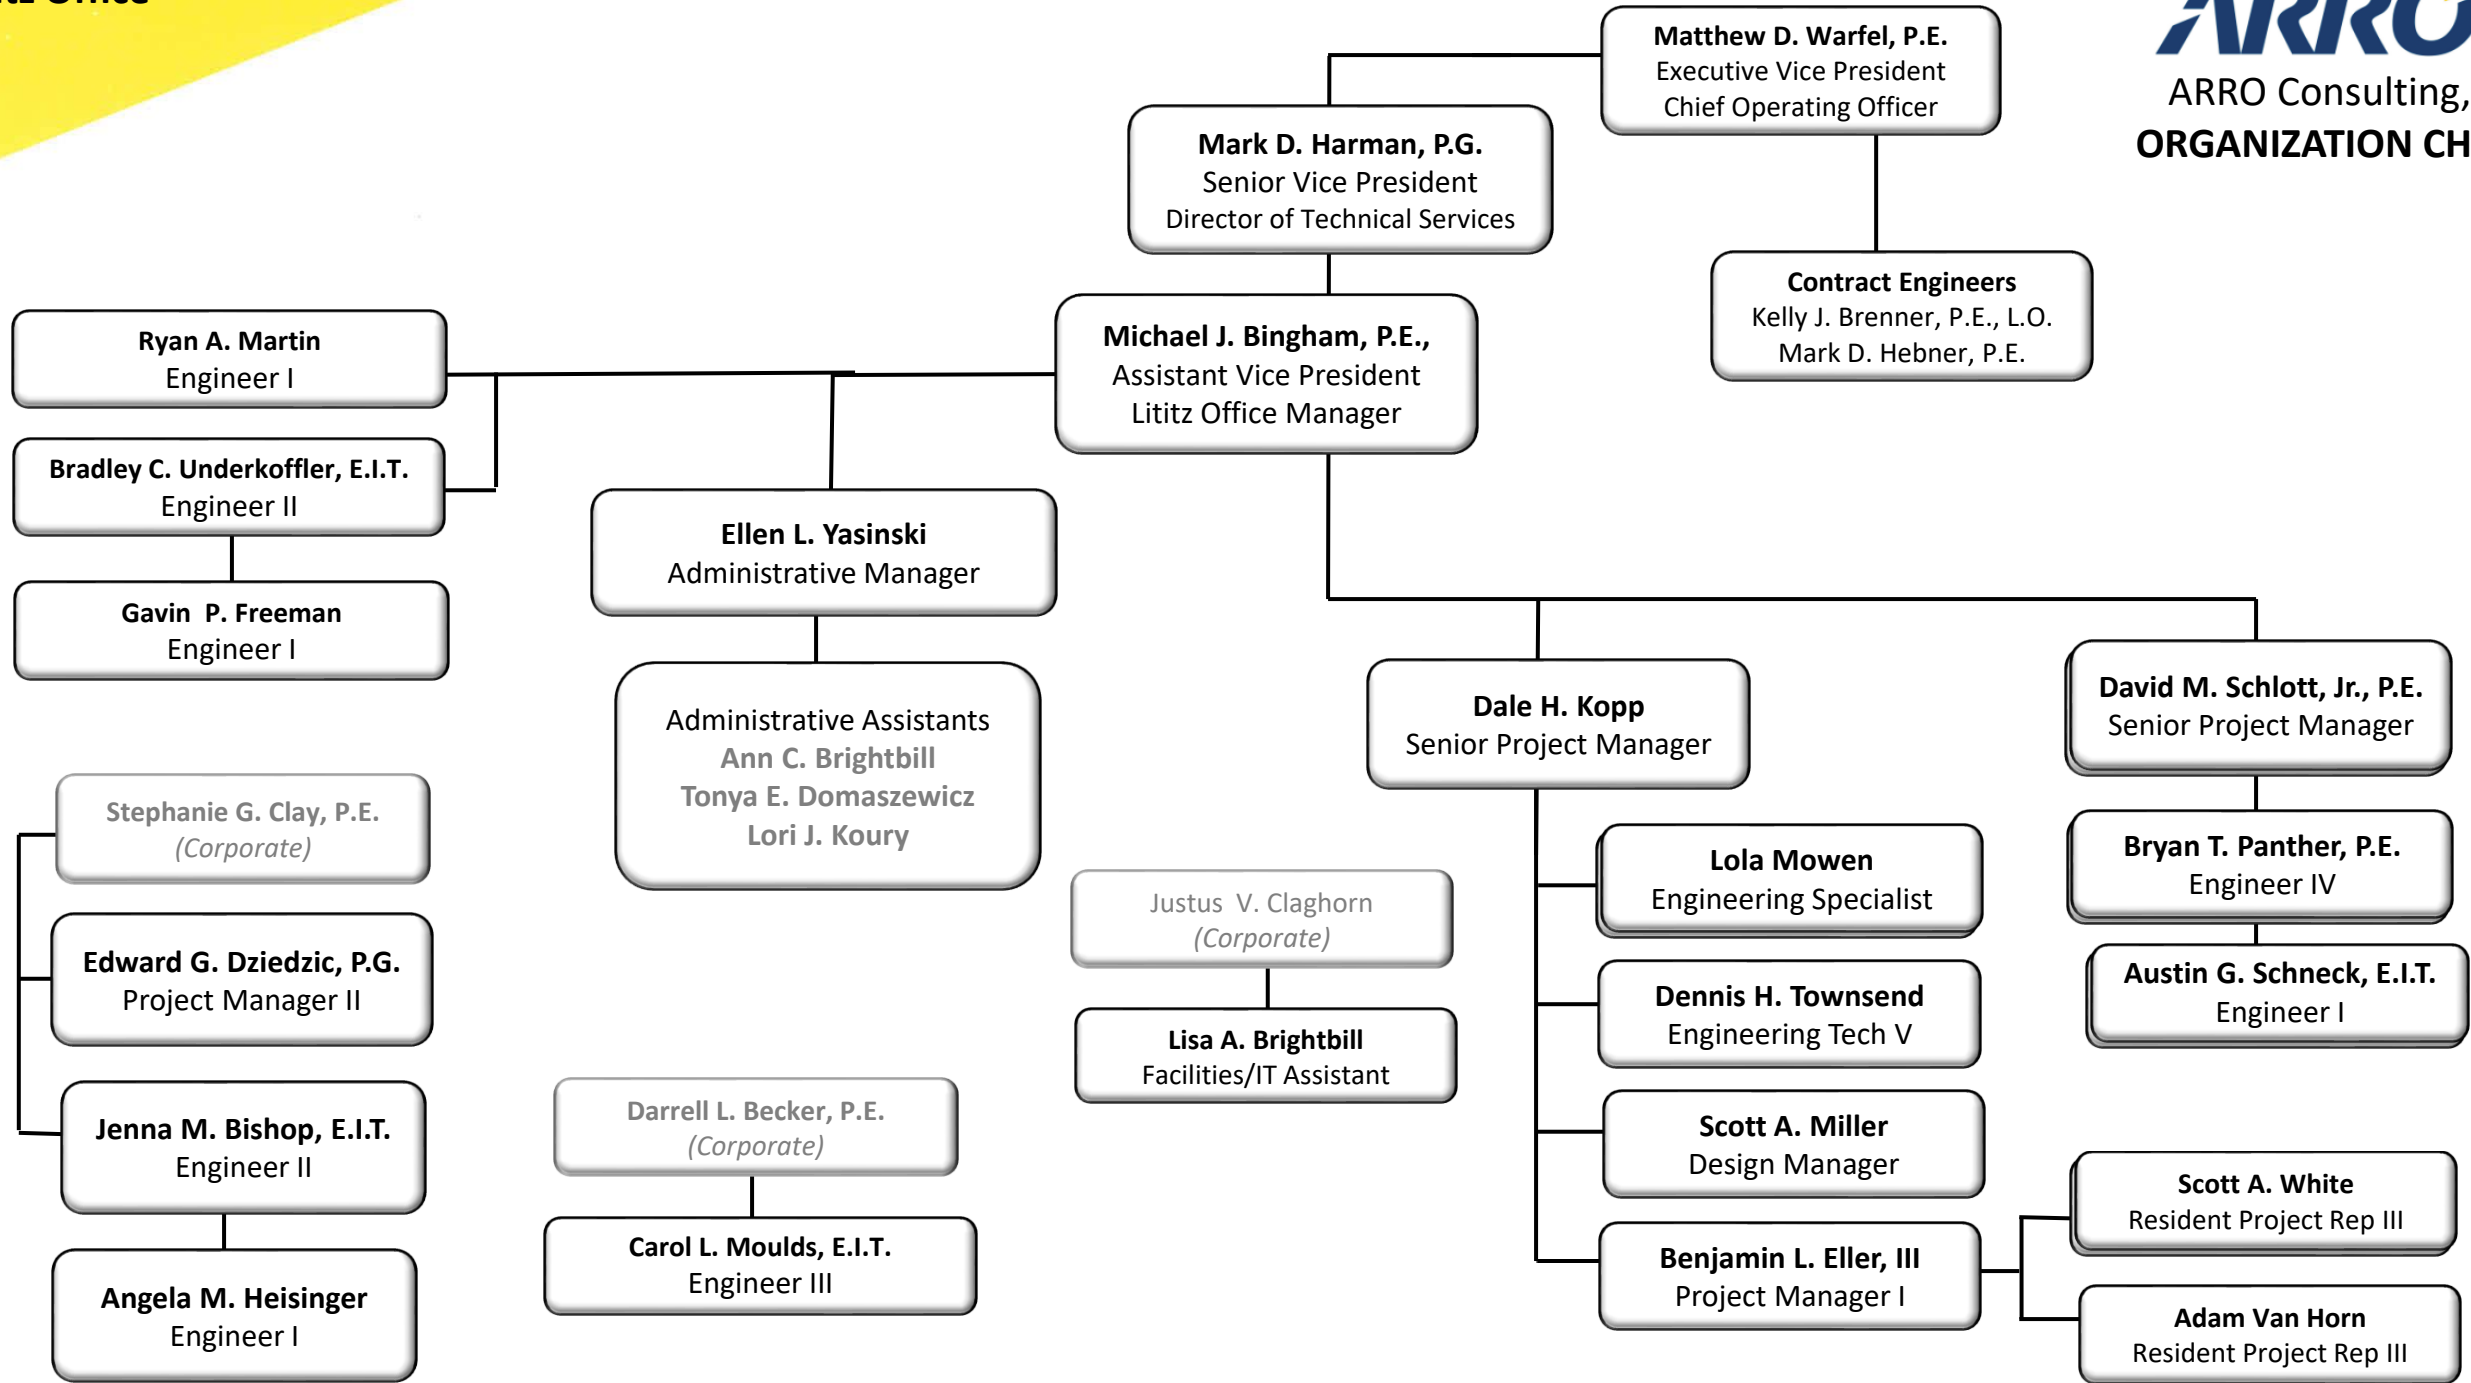 Office
ARRO
ARRO Consulting,
ORGANIZATION CH
Matthew D. Warfel, P.E.
Executive Vice President
Chief Operating Officer
Mark D. Harman, P.G.
Senior Vice President
Director of Technical Services
Contract Engineers
Kelly J. Brenner, P.E., L.O.
Mark D. Hebner, P.E.
Michael J. Bingham, P.E.,
Assistant Vice President
Lititz Office Manager
Ryan A. Martin
Engineer I
Bradley C. Underkoffler, E.I.T.
Engineer II
Gavin  P. Freeman
Engineer I
Ellen L. Yasinski
Administrative Manager
Administrative Assistants
Ann C. Brightbill
Tonya E. Domaszewicz
Lori J. Koury
Dale H. Kopp
Senior Project Manager
David M. Schlott, Jr., P.E.
Senior Project Manager
Bryan T. Panther, P.E.
Engineer IV
Austin G. Schneck, E.I.T.
Engineer I
Stephanie G. Clay, P.E.
(Corporate)
Edward G. Dziedzic, P.G.
Project Manager II
Jenna M. Bishop, E.I.T.
Engineer II
Angela M. Heisinger
Engineer I
Darrell L. Becker, P.E.
(Corporate)
Carol L. Moulds, E.I.T.
Engineer III
Justus  V. Claghorn
(Corporate)
Lisa A. Brightbill
Facilities/IT Assistant
Lola Mowen
Engineering Specialist
Dennis H. Townsend
Engineering Tech V
Scott A. Miller
Design Manager
Benjamin L. Eller, III
Project Manager I
Scott A. White
Resident Project Rep III
Adam Van Horn
Resident Project Rep III